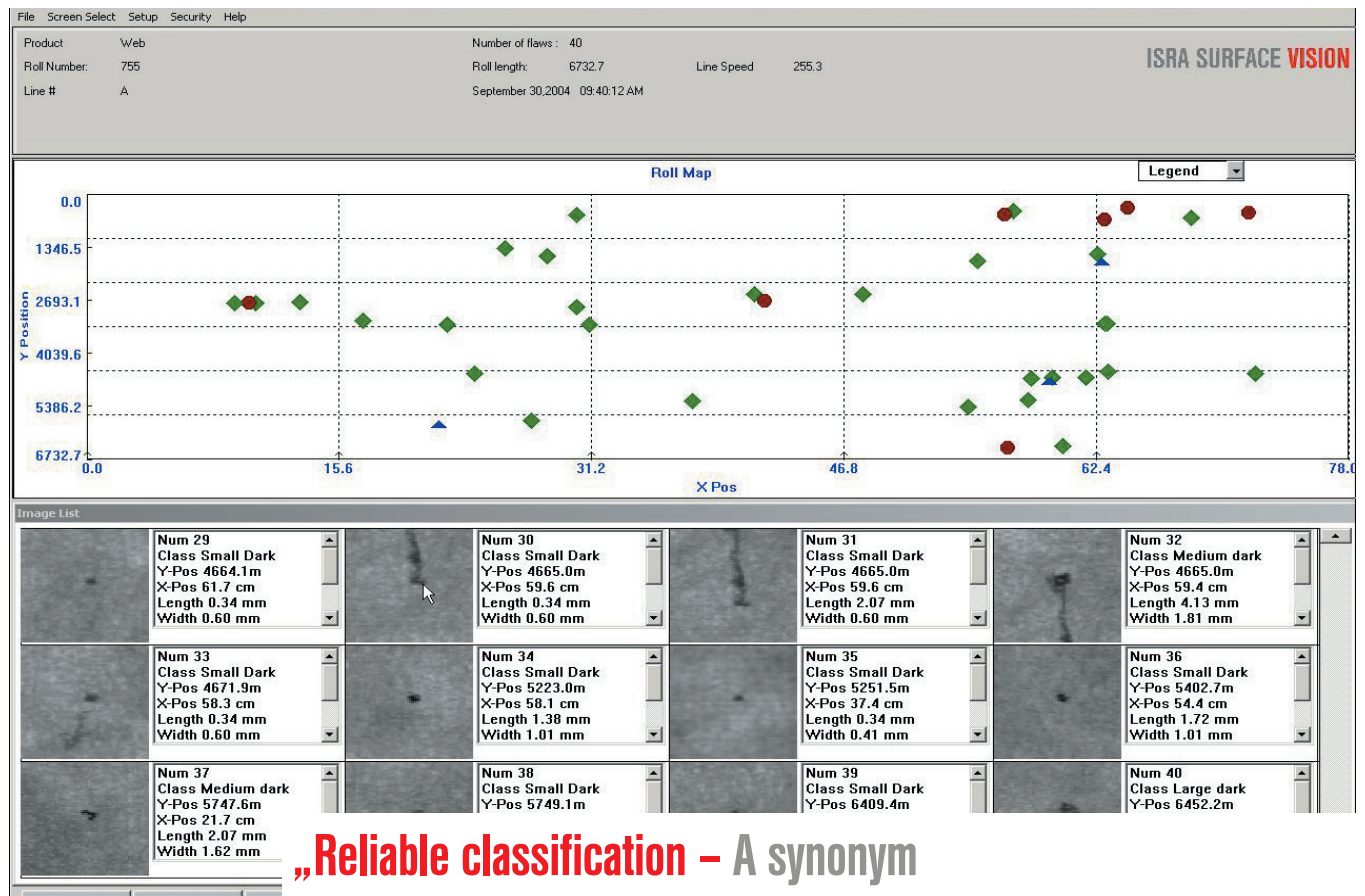 File Screen Select Setup Security Help
Product Web Number of flaws : 40
ISRA SURFACE VISION
Roll Number: 755 Roll length: 6732.7 Line Speed 255.3
Line # A September 30,2004 09:40:12 AM
Roll Map
Legend
0.0
1346.5
2693.1
4039.6
5386.2
6732.7
Y Position
0.0 15.6 31.2 46.8 62.4 78.0
X Pos
Image List
Num 29
Class Small Dark
Y-Pos 4664.1m
X-Pos 61.7 cm
Length 0.34 mm
Width 0.60 mm
Num 30
Class Small Dark
Y-Pos 4665.0m
X-Pos 59.6 cm
Length 0.34 mm
Width 0.60 mm
Num 31
Class Small Dark
Y-Pos 4665.0m
X-Pos 59.6 cm
Length 2.07 mm
Width 0.60 mm
Num 32
Class Medium dark
Y-Pos 4665.0m
X-Pos 59.4 cm
Length 4.13 mm
Width 1.81 mm
Num 33
Class Small Dark
Y-Pos 4671.9m
X-Pos 58.3 cm
Length 0.34 mm
Width 0.60 mm
Num 34
Class Small Dark
Y-Pos 5223.0m
X-Pos 58.1 cm
Length 1.38 mm
Width 1.01 mm
Num 35
Class Small Dark
Y-Pos 5251.5m
X-Pos 37.4 cm
Length 0.34 mm
Width 0.41 mm
Num 36
Class Small Dark
Y-Pos 5402.7m
X-Pos 54.4 cm
Length 1.72 mm
Width 1.01 mm
Num 37
Class Medium dark
Y-Pos 5747.6m
X-Pos 21.7 cm
Length 2.07 mm
Width 1.62 mm
Num 38
Class Small Dark
Y-Pos 5749.1m
Num 39
Class Small Dark
Y-Pos 6409.4m
Num 40
Class Large dark
Y-Pos 6452.2m
„Reliable classification – A synonym